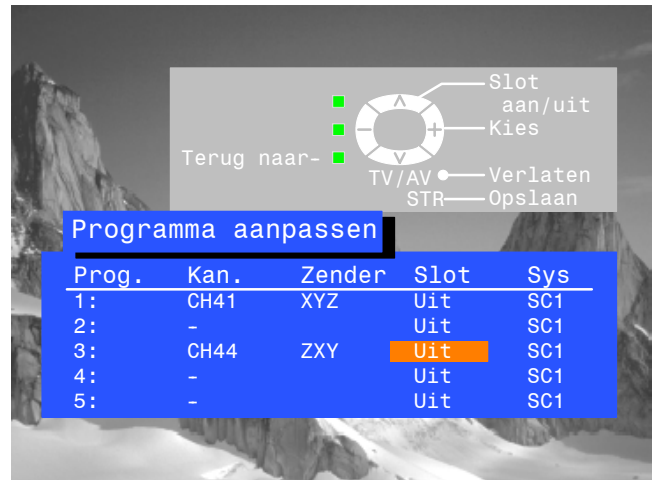 Slot
aan/uit
Kies
Terug naar-
TV/AV
Verlaten
STR
Opslaan
Programma aanpassen
Prog. Kan. Zender Slot Sys
1: CH41 XYZ Uit SC1
2: - Uit SC1
3: CH44 ZXY Uit SC1
4: - Uit SC1
5: - Uit SC1